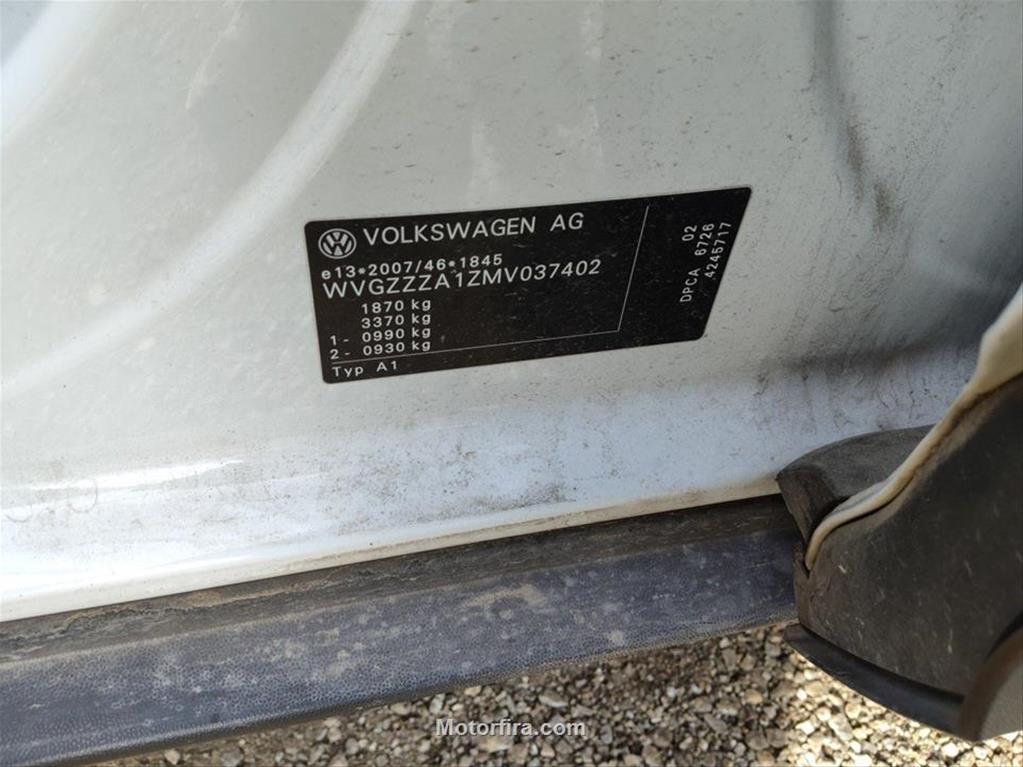 VOLKSWAGEN AG
e13*2007/46*1845
WVGZZZA1ZMV037402
1870 kg
3370 kg
1 - 0990 kg
2 - 0930 kg
Typ A1
02
DPCA 6726
4245717
Motorfira.com